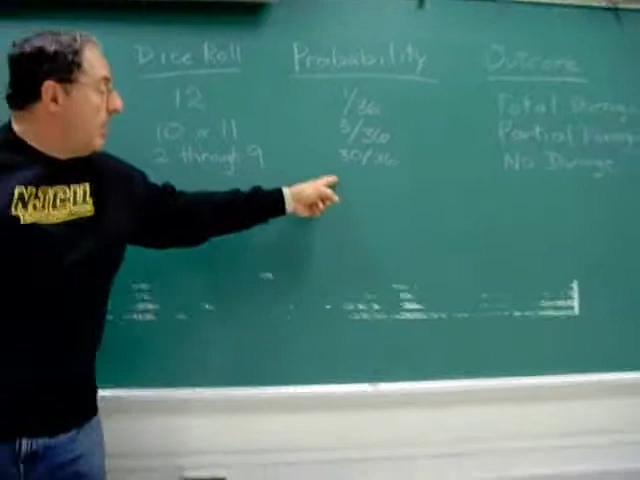 Dice Roll Probability Outcome
12 1/36 Total Damage
10 or 11 5/36 Partial Damage
2 through 9 30/36 No Damage
NJCU